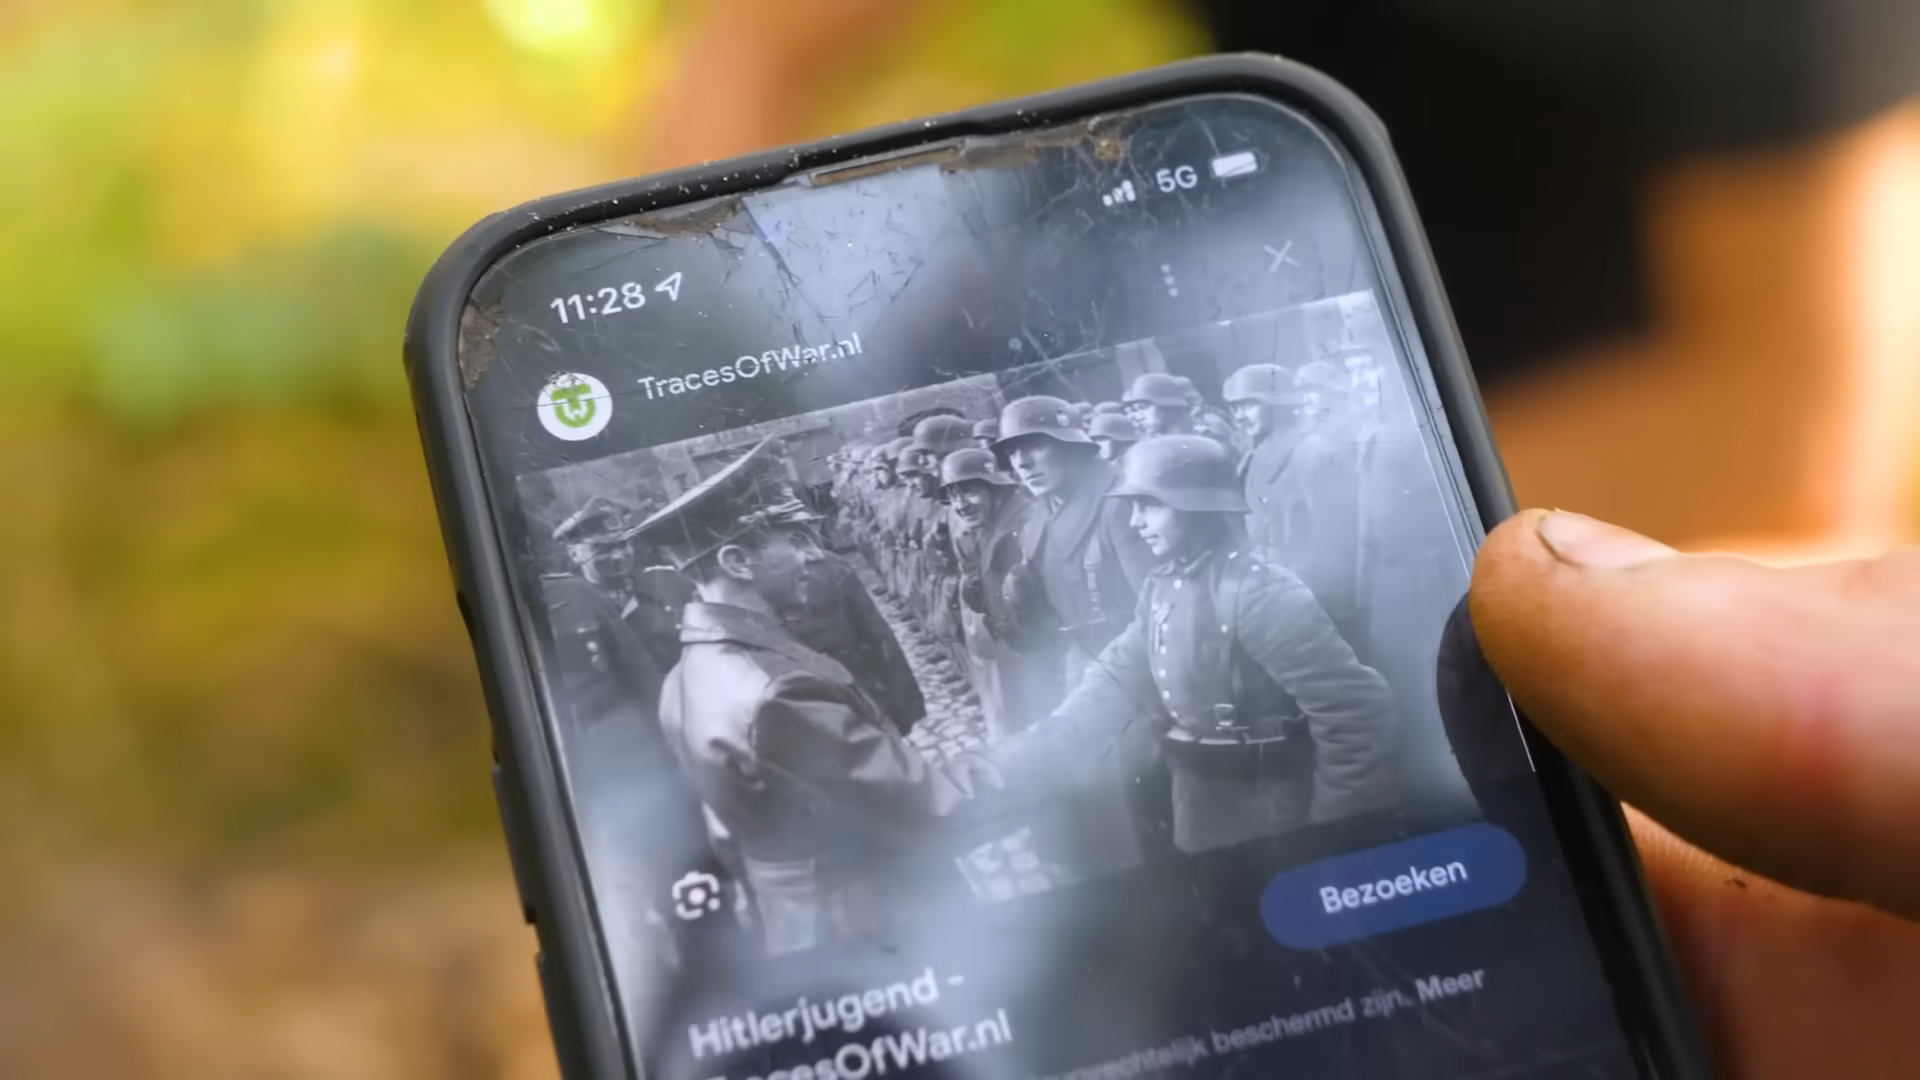 11:28
5G
TracesOfWar.nl
Bezoeken
Hitlerjugend -
TracesOfWar.nl
beschermd zijn. Meer